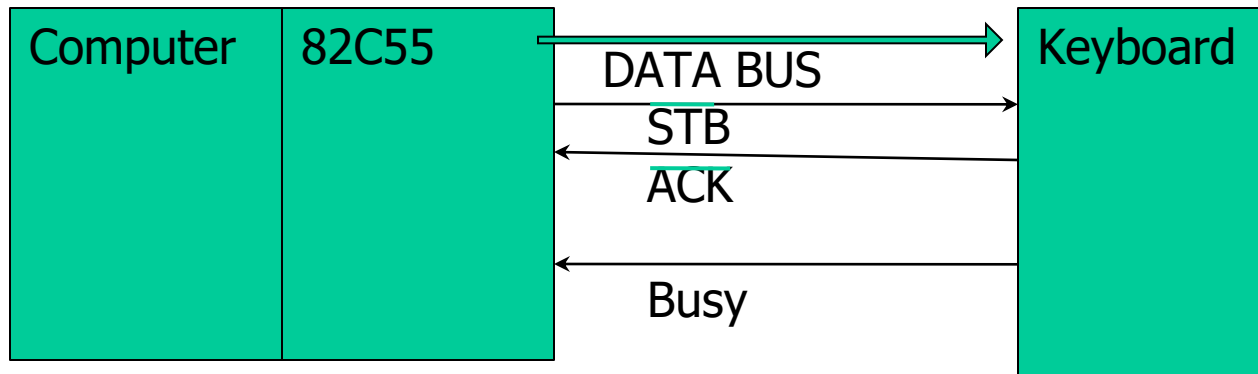 Computer
82C55
Keyboard
DATA BUS
STB
ACK
Busy